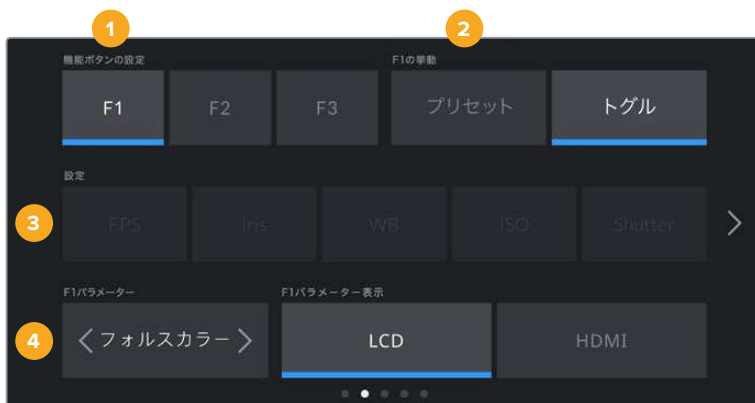 1
2
機能ボタンの設定
F1の挙動
F1
F2
F3
プリセット
トグル
設定
3
FPS
Iris
WB
ISO
Shutter
F1パラメーター
F1パラメーター表示
4
フォルスカラー
LCD
HDMI